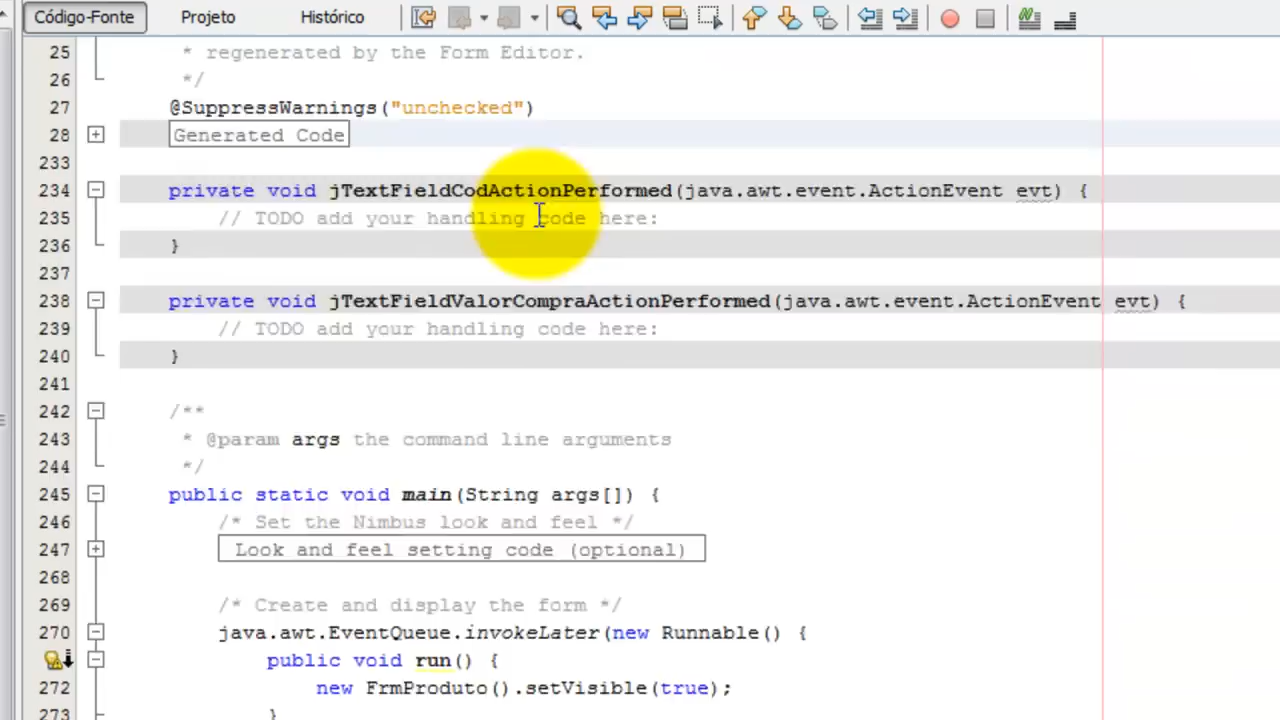 Código-Fonte Projeto Histórico
25 * regenerated by the Form Editor.
26 */
27 @SuppressWarnings("unchecked")
28 Generated Code
233
234 private void jTextFieldCodActionPerformed(java.awt.event.ActionEvent evt) {
235 // TODO add your handling code here:
236 }
237
238 private void jTextFieldValorCompraActionPerformed(java.awt.event.ActionEvent evt) {
239 // TODO add your handling code here:
240 }
241
242 /**
243 * @param args the command line arguments
244 */
245 public static void main(String args[]) {
246 /* Set the Nimbus look and feel */
247 Look and feel setting code (optional)
268
269 /* Create and display the form */
270 java.awt.EventQueue.invokeLater(new Runnable() {
public void run() {
272 new FrmProduto().setVisible(true);
273 }